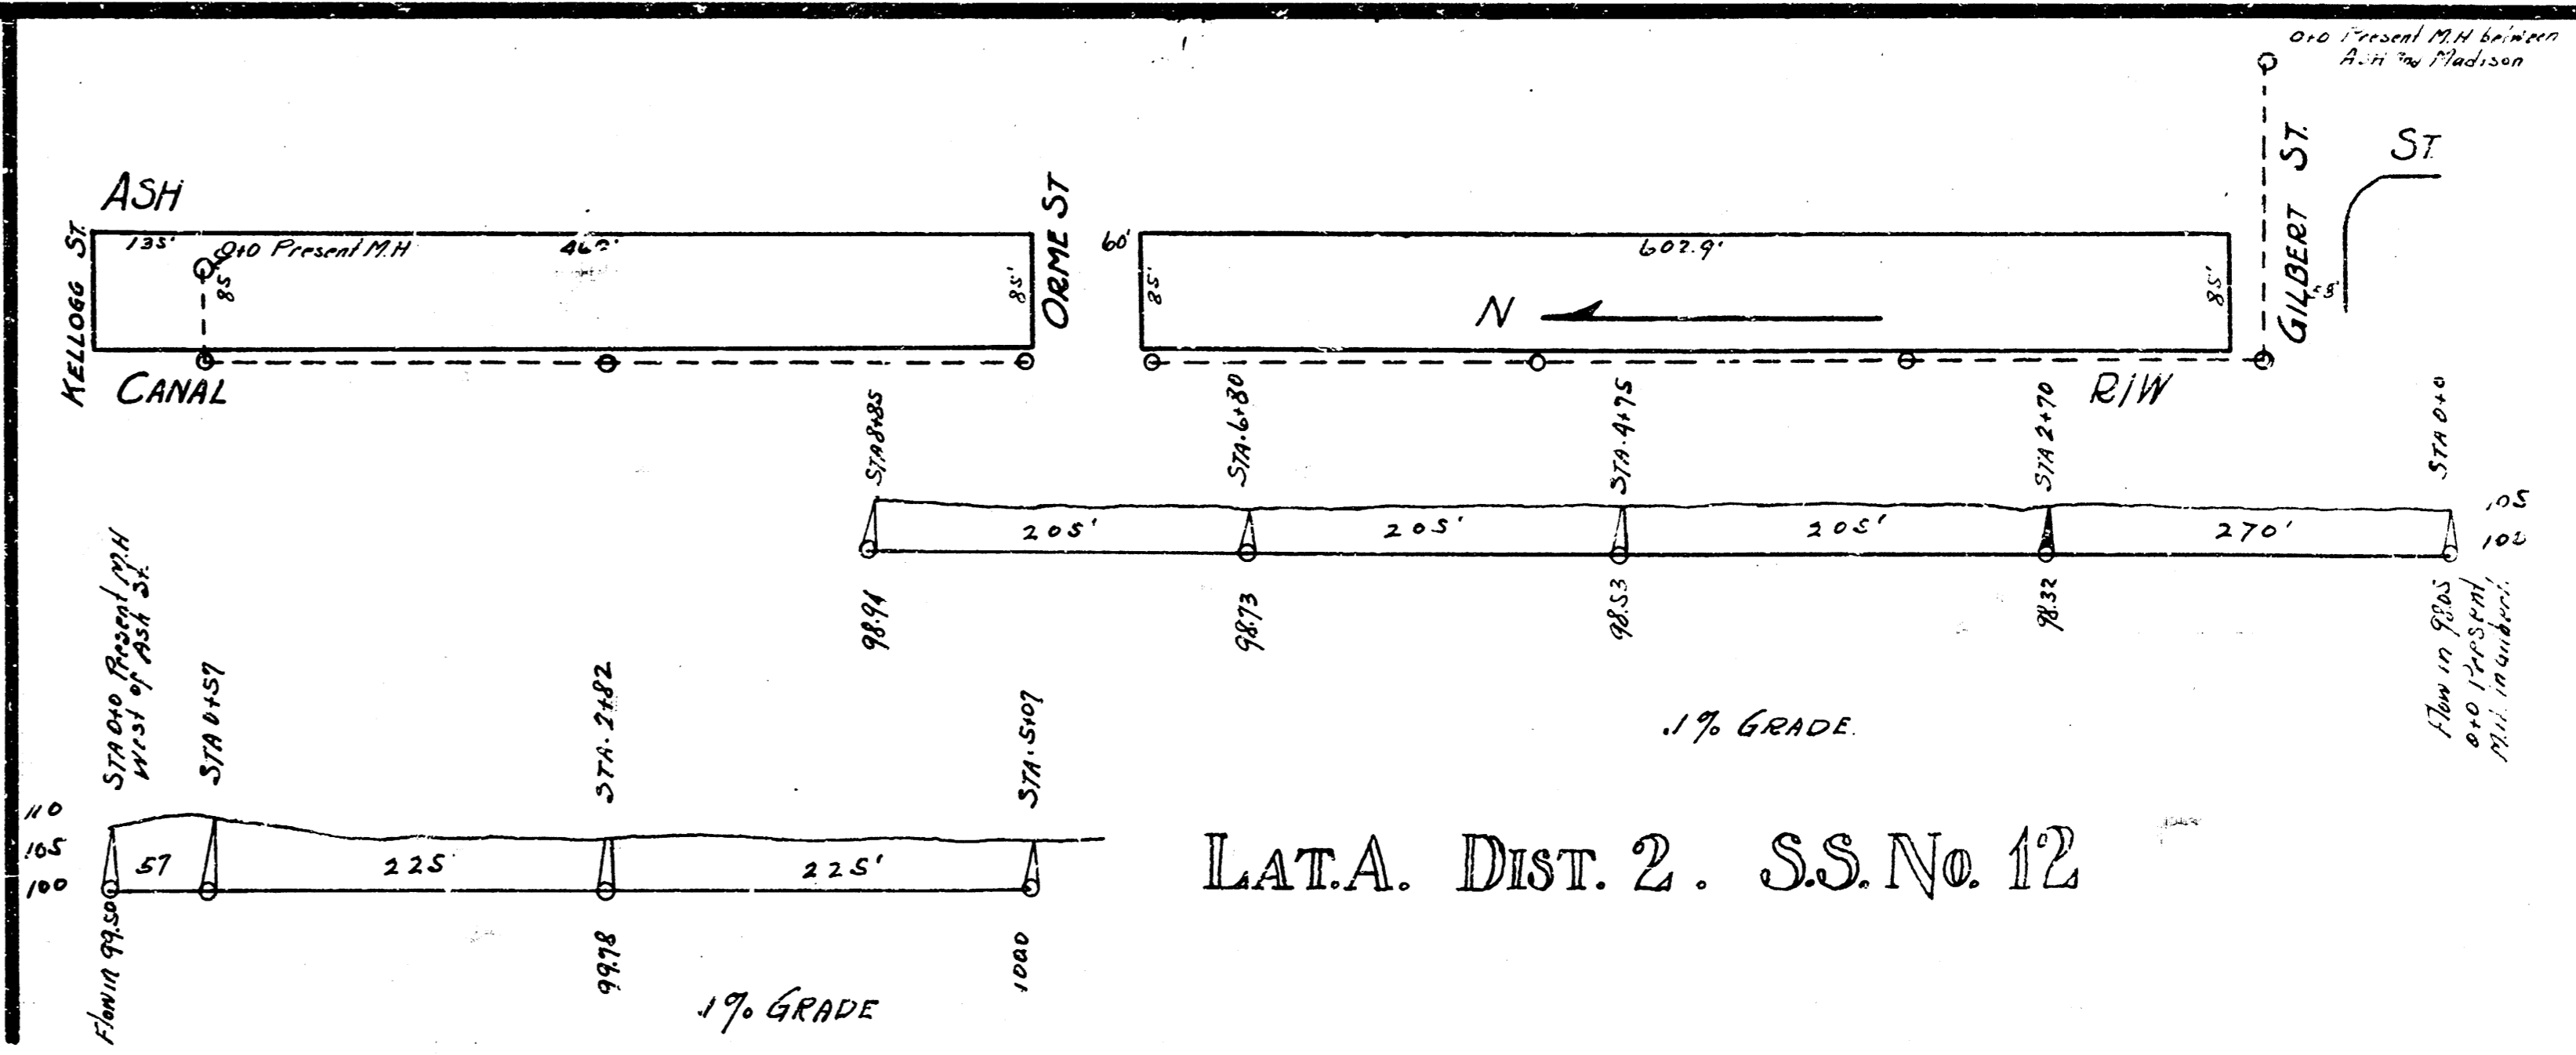 0+0 Present M.H between
ASH and Madison
ST.
GILBERT ST.
ASH
KELLOGG ST.
135'
0+0 Present M.H
85'
85'
ORME ST
60'
85'
602.9'
85'
N
CANAL
R/W
STA 8+85
STA. 6+80
STA. 4+75
STA 2+70
STA 0+0
205'
205'
205'
270'
105
100
98.94
98.73
98.53
98.32
Flow in 98.05
0+0 Present
M.H. in
.1% GRADE.
STA 0+0 Present M.H
West of Ash St.
STA 0+57
STA. 2+82
STA. 5+07
110
105
100
57
225'
225'
Flow in 99.50
99.78
100.0
.1% GRADE
LAT. A. DIST. 2. S.S. No. 12